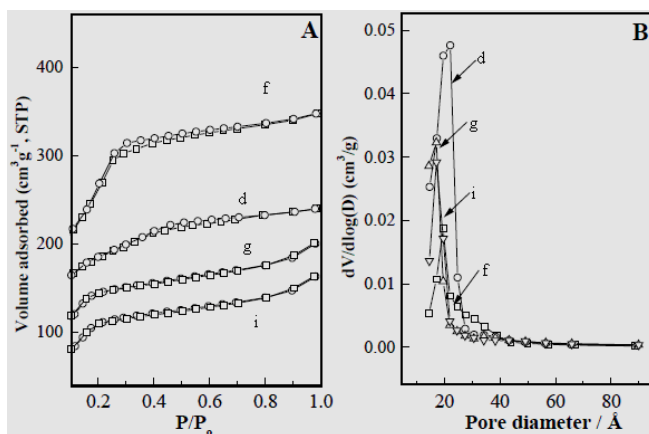 A
400
300
200
100
f
d
g
i
0.2
0.4
0.6
0.8
1.0
Volume adsorbed (cm³g⁻¹, STP)
P/Pₒ
B
0.05
0.04
0.03
0.02
0.01
0.00
d
g
i
f
20
40
60
80
dV/dlog(D) (cm³/g)
Pore diameter / Å